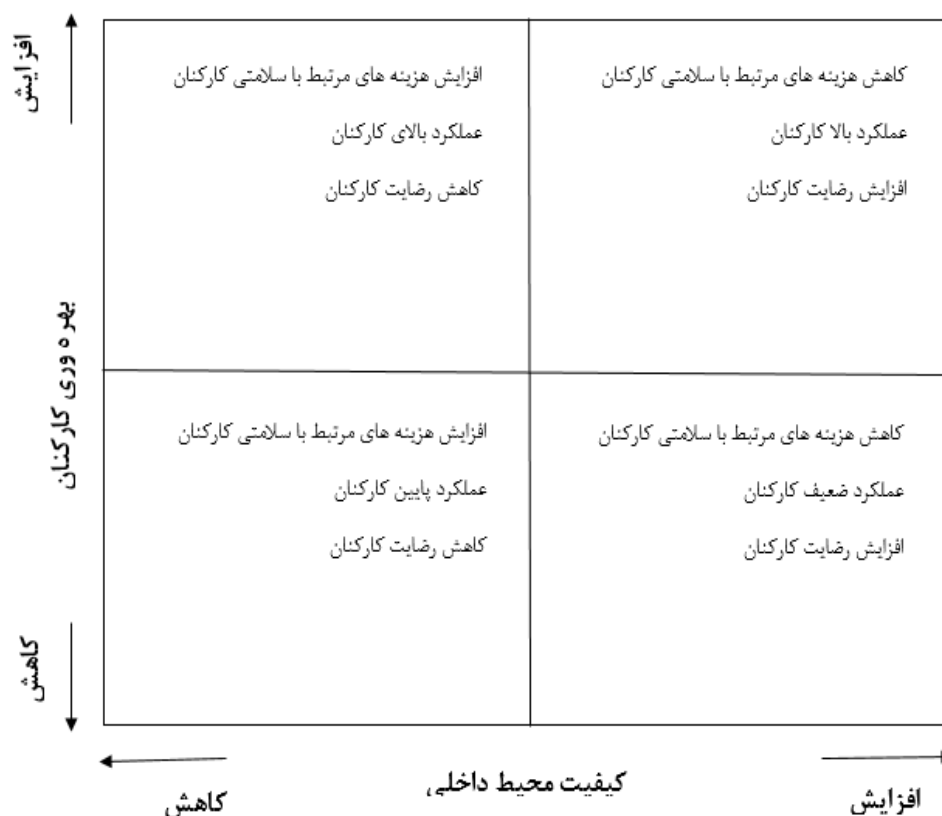 افزایش
کاهش هزینه های مرتبط با سلامتی کارکنان
عملکرد بالا کارکنان
افزایش رضایت کارکنان
افزایش هزینه های مرتبط با سلامتی کارکنان
عملکرد بالای کارکنان
کاهش رضایت کارکنان
بهره وری کارکنان
کاهش هزینه های مرتبط با سلامتی کارکنان
عملکرد ضعیف کارکنان
افزایش رضایت کارکنان
افزایش هزینه های مرتبط با سلامتی کارکنان
عملکرد پایین کارکنان
کاهش رضایت کارکنان
کاهش
افزایش
کیفیت محیط داخلی
کاهش